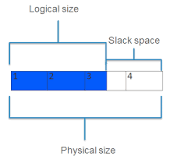 Logical size
Slack space
1 2 3 4
Physical size